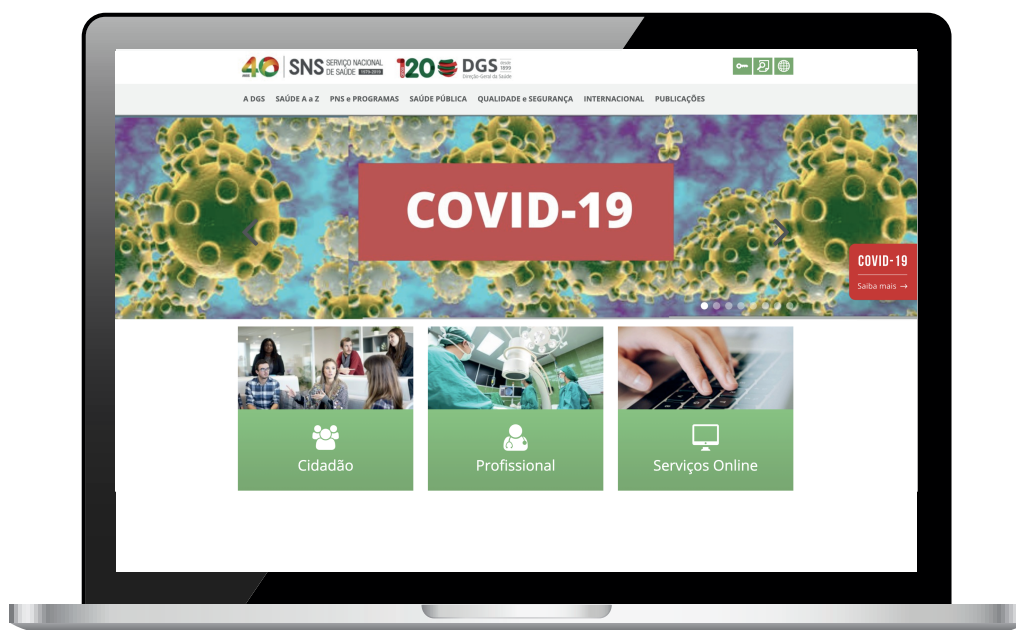 40 SNS SERVIÇO NACIONAL
DE SAÚDE 1979-2019
120 DGS desde
1899
Direção-Geral da Saúde
A DGS SAÚDE A a Z PNS e PROGRAMAS SAÚDE PÚBLICA QUALIDADE e SEGURANÇA INTERNACIONAL PUBLICAÇÕES
COVID-19
COVID-19
Saiba mais →
Cidadão Profissional Serviços Online